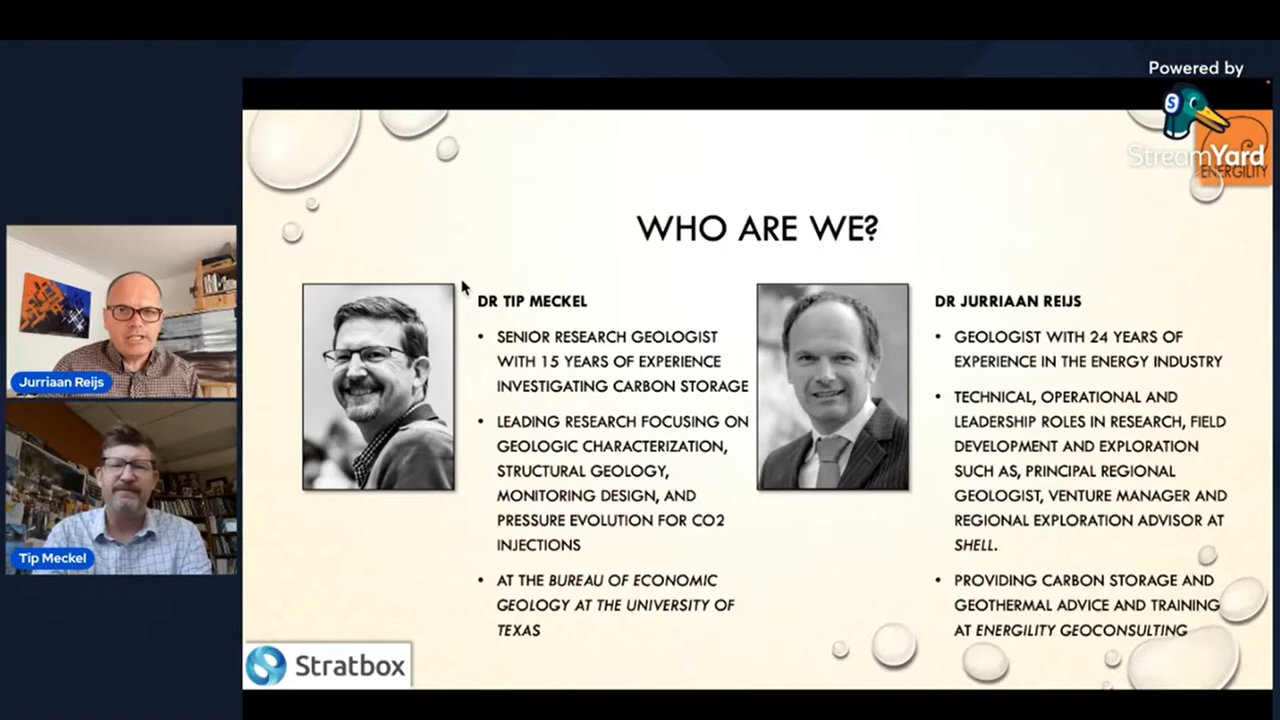 Powered by
StreamYard
ENERGILITY
WHO ARE WE?
DR TIP MECKEL
• SENIOR RESEARCH GEOLOGIST
WITH 15 YEARS OF EXPERIENCE
INVESTIGATING CARBON STORAGE
• LEADING RESEARCH FOCUSING ON
GEOLOGIC CHARACTERIZATION,
STRUCTURAL GEOLOGY,
MONITORING DESIGN, AND
PRESSURE EVOLUTION FOR CO2
INJECTIONS
• AT THE BUREAU OF ECONOMIC
GEOLOGY AT THE UNIVERSITY OF
TEXAS
DR JURRIAAN REIJS
• GEOLOGIST WITH 24 YEARS OF
EXPERIENCE IN THE ENERGY INDUSTRY
• TECHNICAL, OPERATIONAL AND
LEADERSHIP ROLES IN RESEARCH, FIELD
DEVELOPMENT AND EXPLORATION
SUCH AS, PRINCIPAL REGIONAL
GEOLOGIST, VENTURE MANAGER AND
REGIONAL EXPLORATION ADVISOR AT
SHELL.
• PROVIDING CARBON STORAGE AND
GEOTHERMAL ADVICE AND TRAINING
AT ENERGILITY GEOCONSULTING
Jurriaan Reijs
Tip Meckel
Stratbox